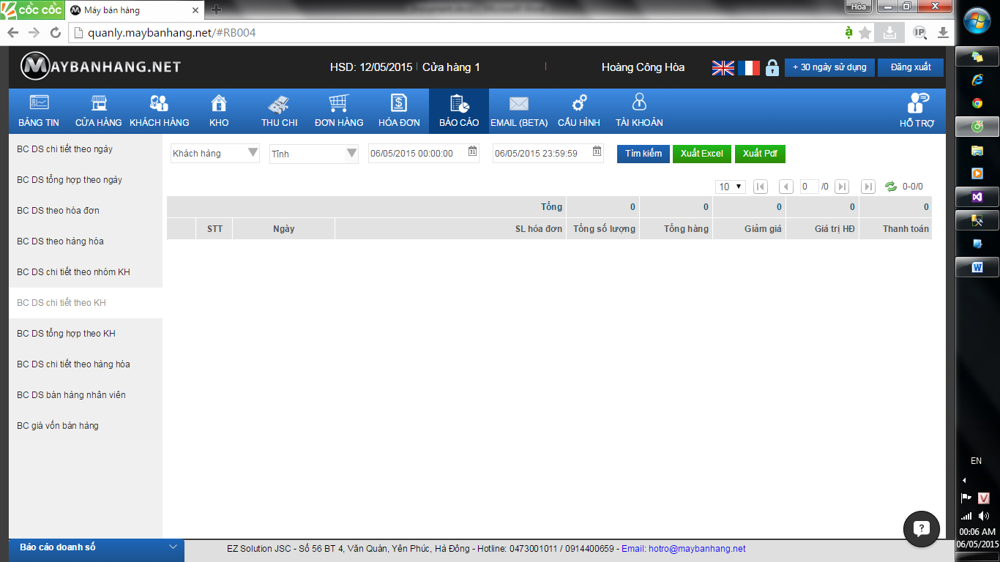 CỐC CỐC Máy bán hàng Hòa
quanly.maybanhang.net/#RB004 ạ IP
MAYBANHANG.NET HSD: 12/05/2015 Cửa hàng 1 Hoàng Công Hòa + 30 ngày sử dụng Đăng xuất
BẢNG TIN CỬA HÀNG KHÁCH HÀNG KHO THU CHI ĐƠN HÀNG HÓA ĐƠN BÁO CÁO EMAIL (BETA) CẤU HÌNH TÀI KHOẢN HỖ TRỢ
BC DS chi tiết theo ngày
BC DS tổng hợp theo ngày
BC DS theo hóa đơn
BC DS theo hàng hóa
BC DS chi tiết theo nhóm KH
BC DS chi tiết theo KH
BC DS tổng hợp theo KH
BC DS chi tiết theo hàng hóa
BC DS bán hàng nhân viên
BC giá vốn bán hàng
Khách hàng Tỉnh 06/05/2015 00:00:00 31 06/05/2015 23:59:59 31 Tìm kiếm Xuất Excel Xuất Pdf
10 0 /0 0-0/0
Tổng 0 0 0 0 0
STT Ngày SL hóa đơn Tổng số lượng Tổng hàng Giảm giá Giá trị HĐ Thanh toán
Báo cáo doanh số EZ Solution JSC - Số 56 BT 4, Văn Quán, Yên Phúc, Hà Đông - Hotline: 0473001011 / 0914400659 - Email: hotro@maybanhang.net
EN
V
00:06 AM
06/05/2015